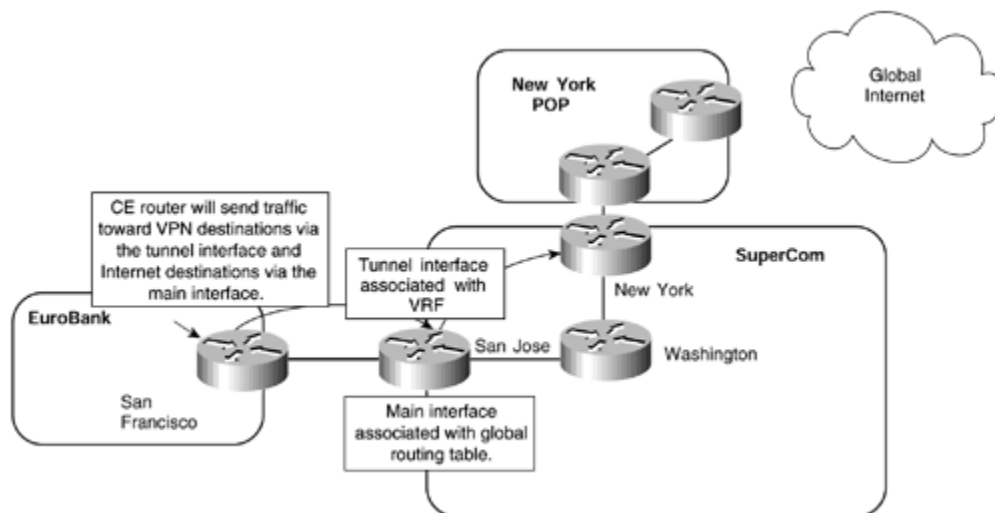 New York
POP
Global
Internet
CE router will send traffic
toward VPN destinations via
the tunnel interface and
Internet destinations via the
main interface.
Tunnel interface
associated with
VRF
SuperCom
New York
EuroBank
San Jose
Washington
San
Francisco
Main interface
associated with global
routing table.